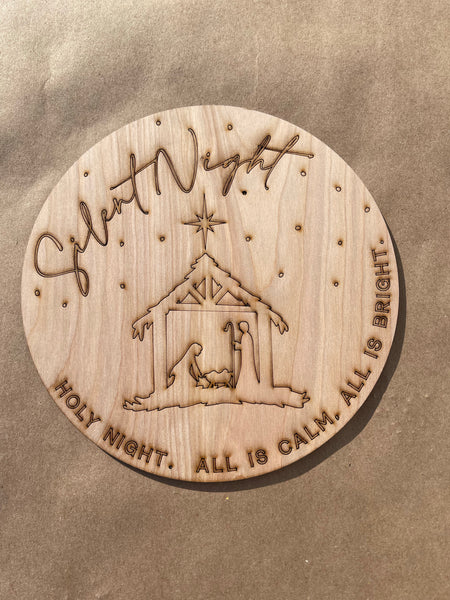 Silent Night
HOLY NIGHT. ALL IS CALM, ALL IS BRIGHT.